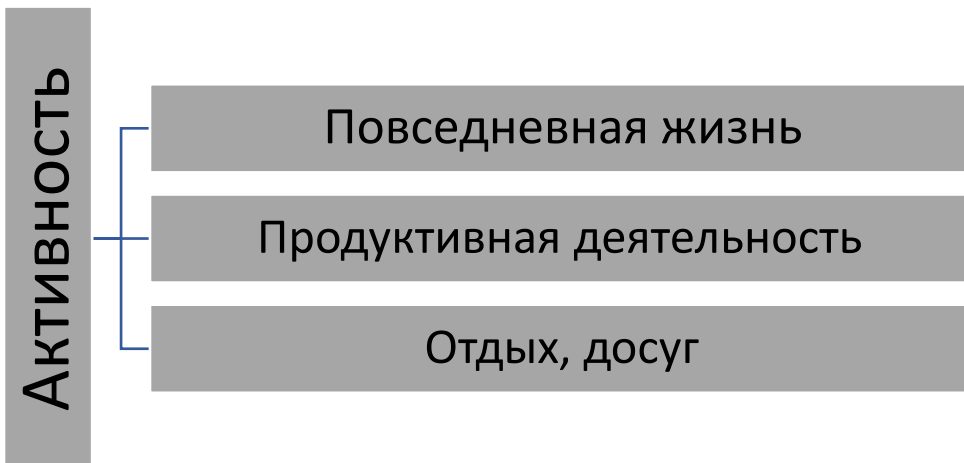 Активность
Повседневная жизнь
Продуктивная деятельность
Отдых, досуг